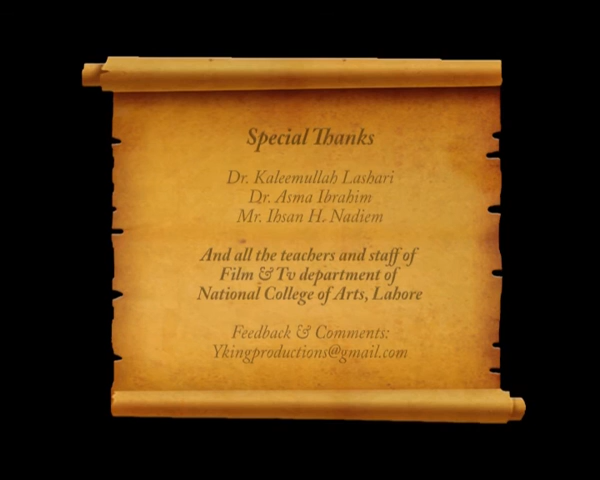 Special Thanks
Dr. Kaleemullah Lashari
Dr. Asma Ibrahim
Mr. Ihsan H. Nadiem
And all the teachers and staff of
Film & Tv department of
National College of Arts, Lahore
Feedback & Comments:
Ykingproductions@gmail.com